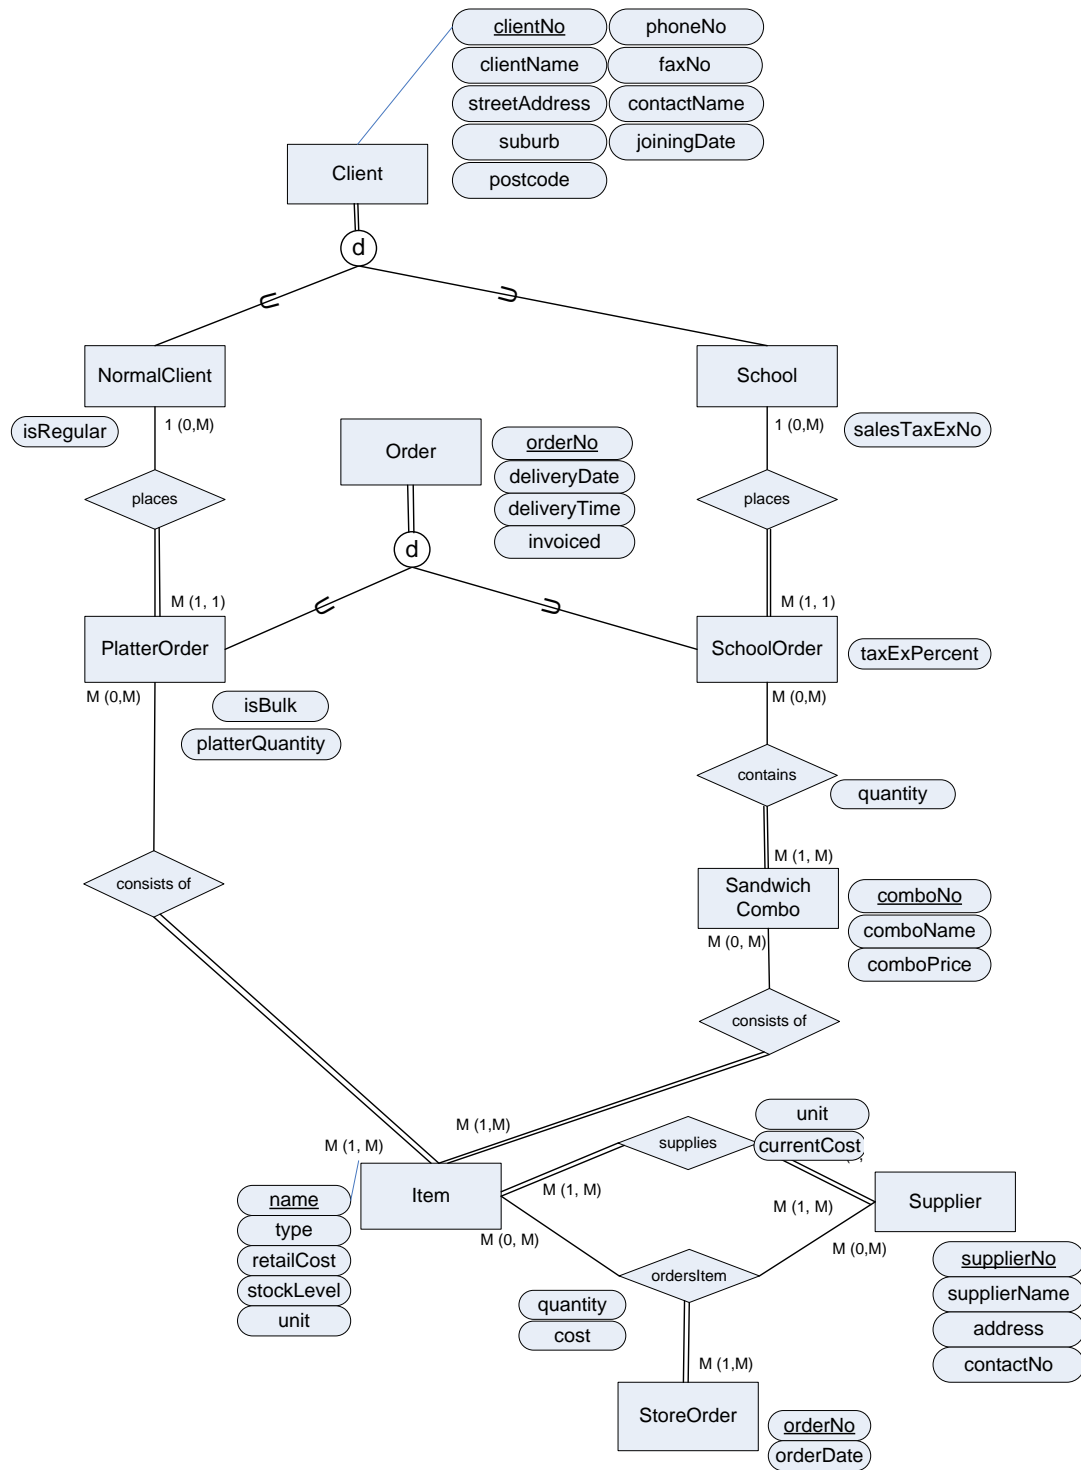 clientNo
phoneNo
clientName
faxNo
streetAddress
contactName
suburb
joiningDate
postcode
Client
d
NormalClient
School
isRegular
1 (0,M)
1 (0,M)
salesTaxExNo
Order
orderNo
deliveryDate
deliveryTime
invoiced
places
places
d
M (1, 1)
M (1, 1)
PlatterOrder
SchoolOrder
taxExPercent
M (0,M)
M (0,M)
isBulk
platterQuantity
contains
quantity
M (1, M)
consists of
Sandwich
Combo
comboNo
comboName
comboPrice
M (0, M)
consists of
M (1,M)
M (1, M)
supplies
unit
currentCost
Item
M (1, M)
M (1, M)
Supplier
name
type
retailCost
stockLevel
unit
M (0, M)
M (0,M)
ordersItem
supplierNo
supplierName
address
contactNo
quantity
cost
M (1,M)
StoreOrder
orderNo
orderDate